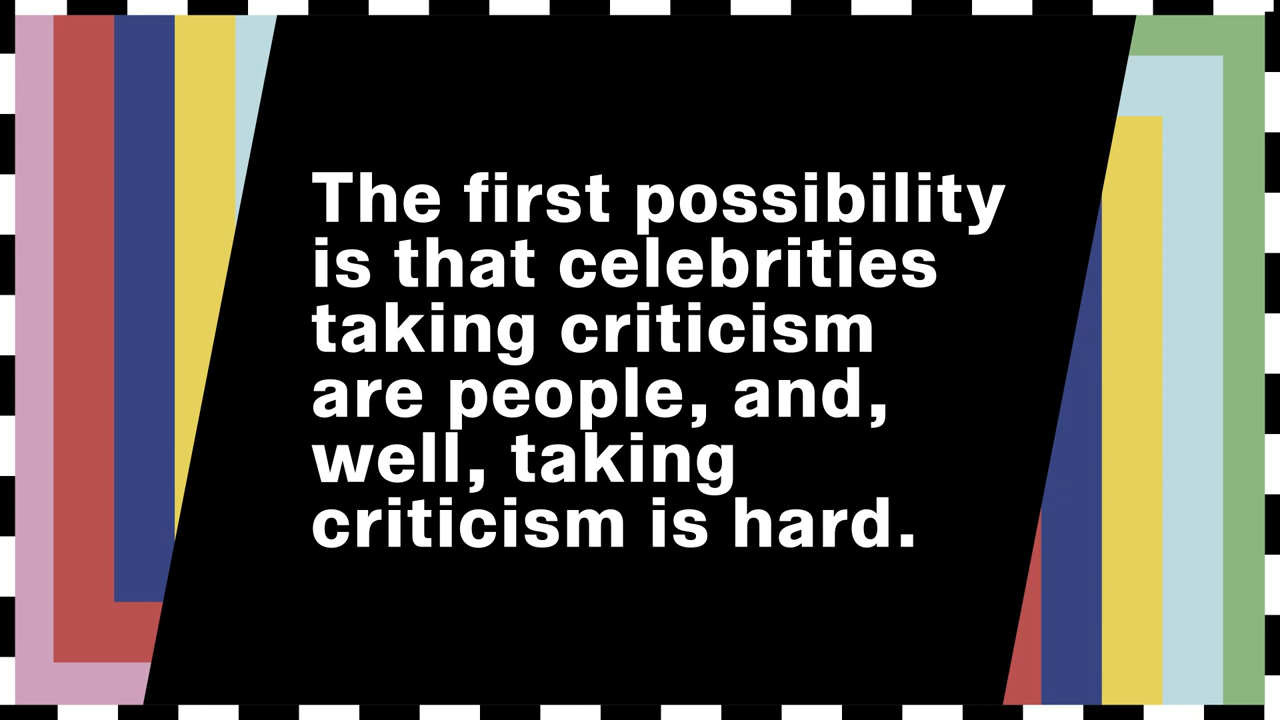 The first possibility
is that celebrities
taking criticism
are people, and,
well, taking
criticism is hard.